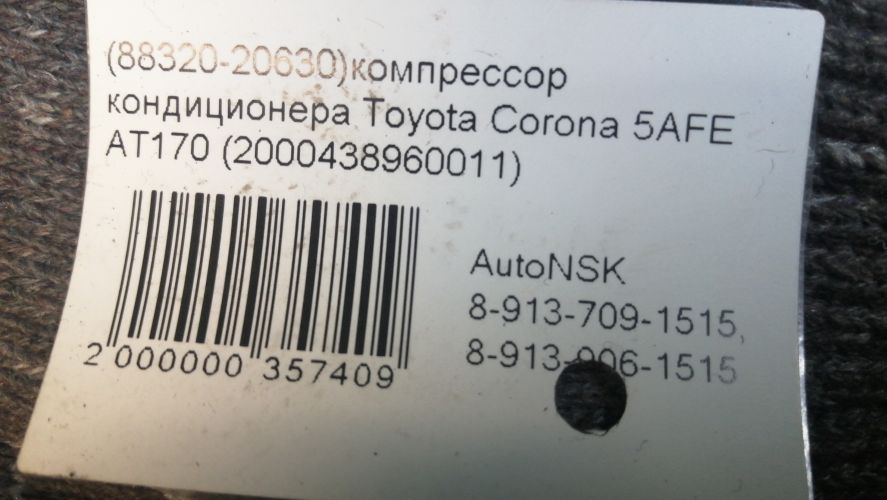 (88320-20630)компрессор
кондиционера Toyota Corona 5AFE
AT170 (2000438960011)
AutoNSK
8-913-709-1515,
8-913-906-1515
2 000000 357409